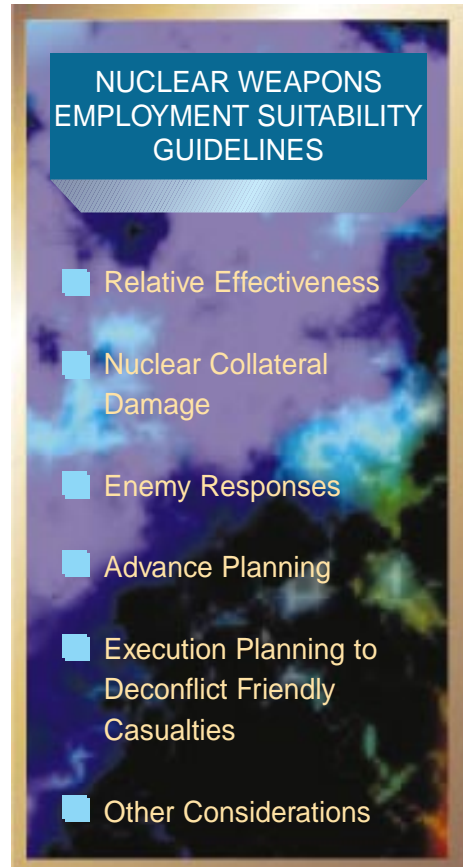 NUCLEAR WEAPONS
EMPLOYMENT SUITABILITY
GUIDELINES
Relative Effectiveness
Nuclear Collateral
Damage
Enemy Responses
Advance Planning
Execution Planning to
Deconflict Friendly
Casualties
Other Considerations